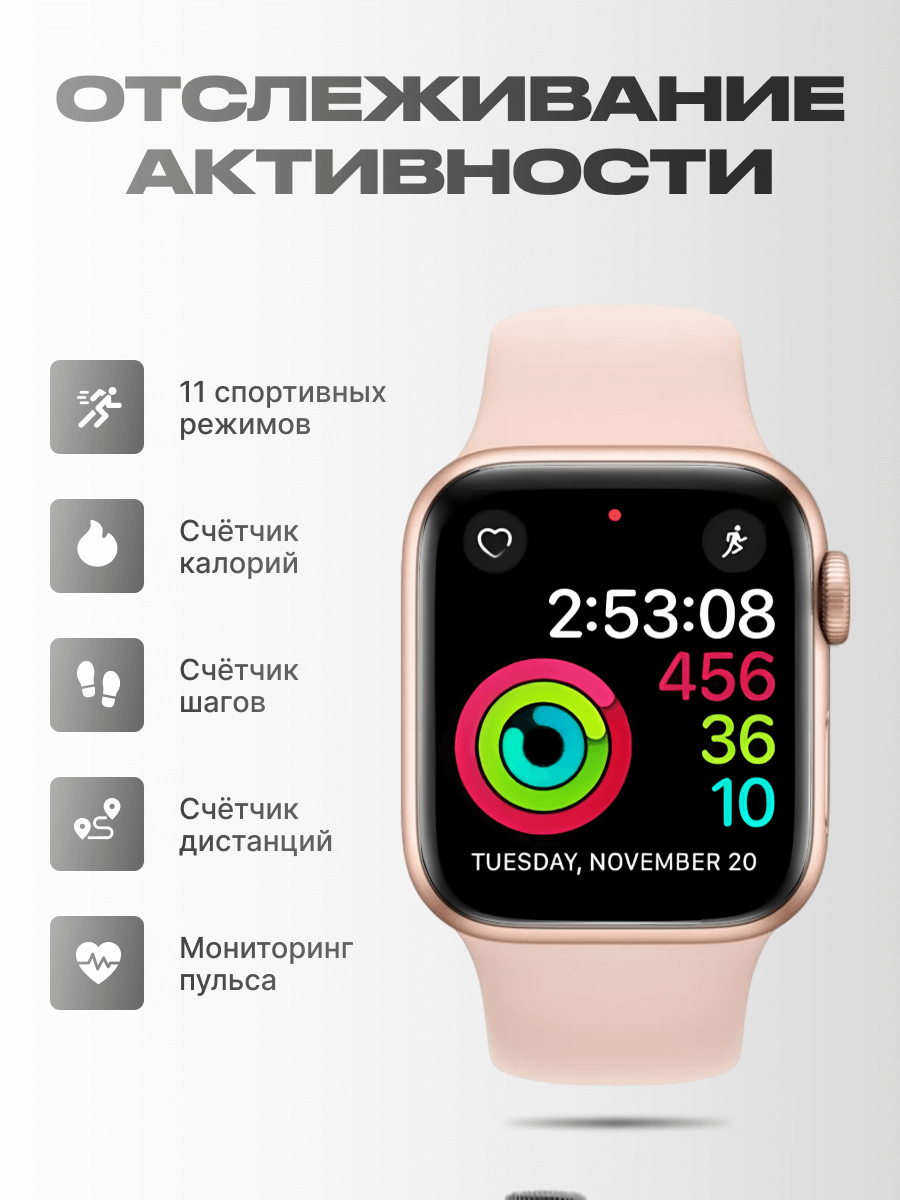 ОТСЛЕЖИВАНИЕ
АКТИВНОСТИ
11 спортивных
режимов
Счётчик
калорий
Счётчик
шагов
Счётчик
дистанций
Мониторинг
пульса
2:53:08
456
36
10
TUESDAY, NOVEMBER 20